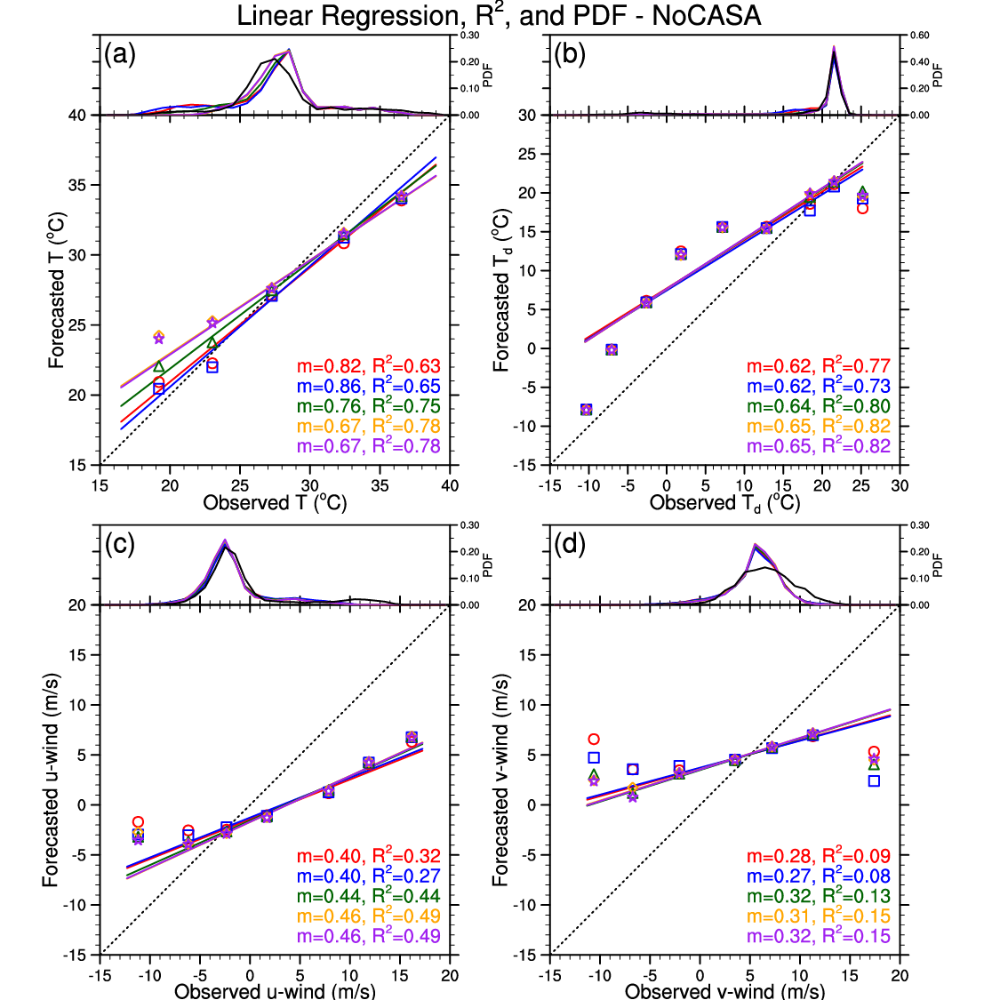 Linear Regression, R², and PDF - NoCASA
(a)
0.30
0.20
0.10
0.00
PDF
40
35
30
25
20
15
Forecasted T (°C)
m=0.82, R²=0.63
m=0.86, R²=0.65
m=0.76, R²=0.75
m=0.67, R²=0.78
m=0.67, R²=0.78
15 20 25 30 35 40
Observed T (°C)
(b)
0.60
0.40
0.20
0.00
PDF
30
25
20
15
10
5
0
-5
-10
-15
Forecasted T_d (°C)
m=0.62, R²=0.77
m=0.62, R²=0.73
m=0.64, R²=0.80
m=0.65, R²=0.82
m=0.65, R²=0.82
-15 -10 -5 0 5 10 15 20 25 30
Observed T_d (°C)
(c)
0.30
0.20
0.10
0.00
PDF
20
15
10
5
0
-5
-10
-15
Forecasted u-wind (m/s)
m=0.40, R²=0.32
m=0.40, R²=0.27
m=0.44, R²=0.44
m=0.46, R²=0.49
m=0.46, R²=0.49
-15 -10 -5 0 5 10 15 20
Observed u-wind (m/s)
(d)
0.30
0.20
0.10
0.00
PDF
20
15
10
5
0
-5
-10
-15
Forecasted v-wind (m/s)
m=0.28, R²=0.09
m=0.27, R²=0.08
m=0.32, R²=0.13
m=0.31, R²=0.15
m=0.32, R²=0.15
-15 -10 -5 0 5 10 15 20
Observed v-wind (m/s)